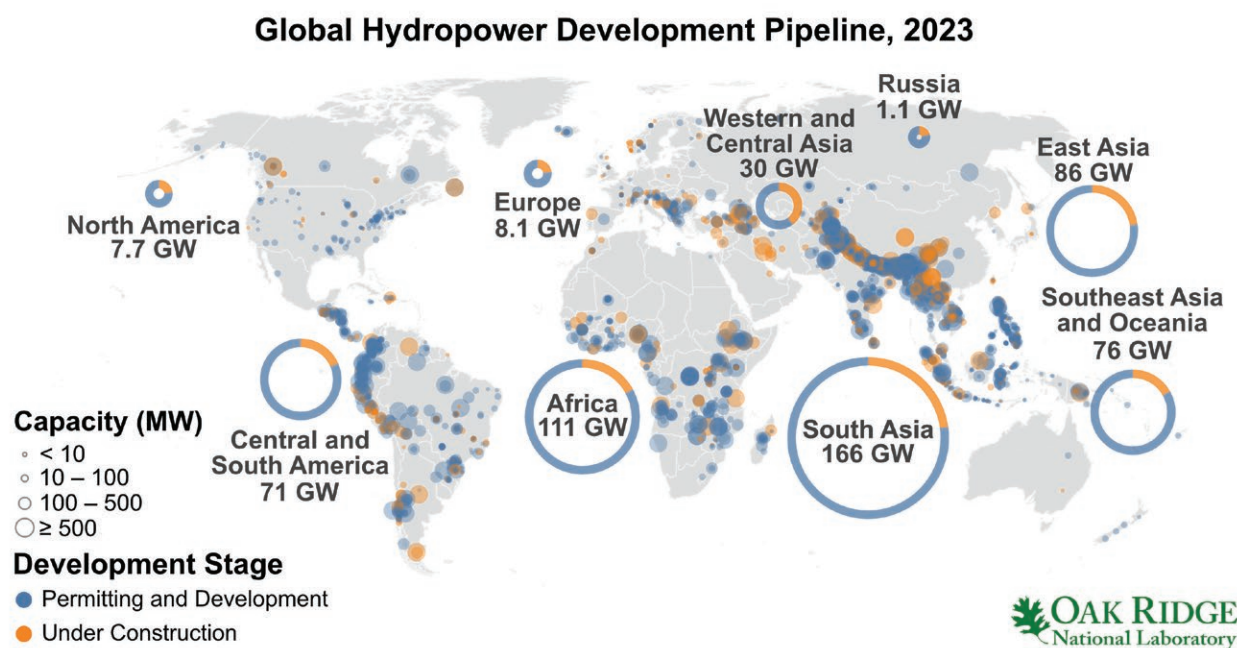 Global Hydropower Development Pipeline, 2023
Russia
1.1 GW
Western and
Central Asia
30 GW
East Asia
86 GW
North America
7.7 GW
Europe
8.1 GW
Southeast Asia
and Oceania
76 GW
Central and
South America
71 GW
Africa
111 GW
South Asia
166 GW
Capacity (MW)
< 10
10 – 100
100 – 500
≥ 500
Development Stage
Permitting and Development
Under Construction
OAK RIDGE
National Laboratory